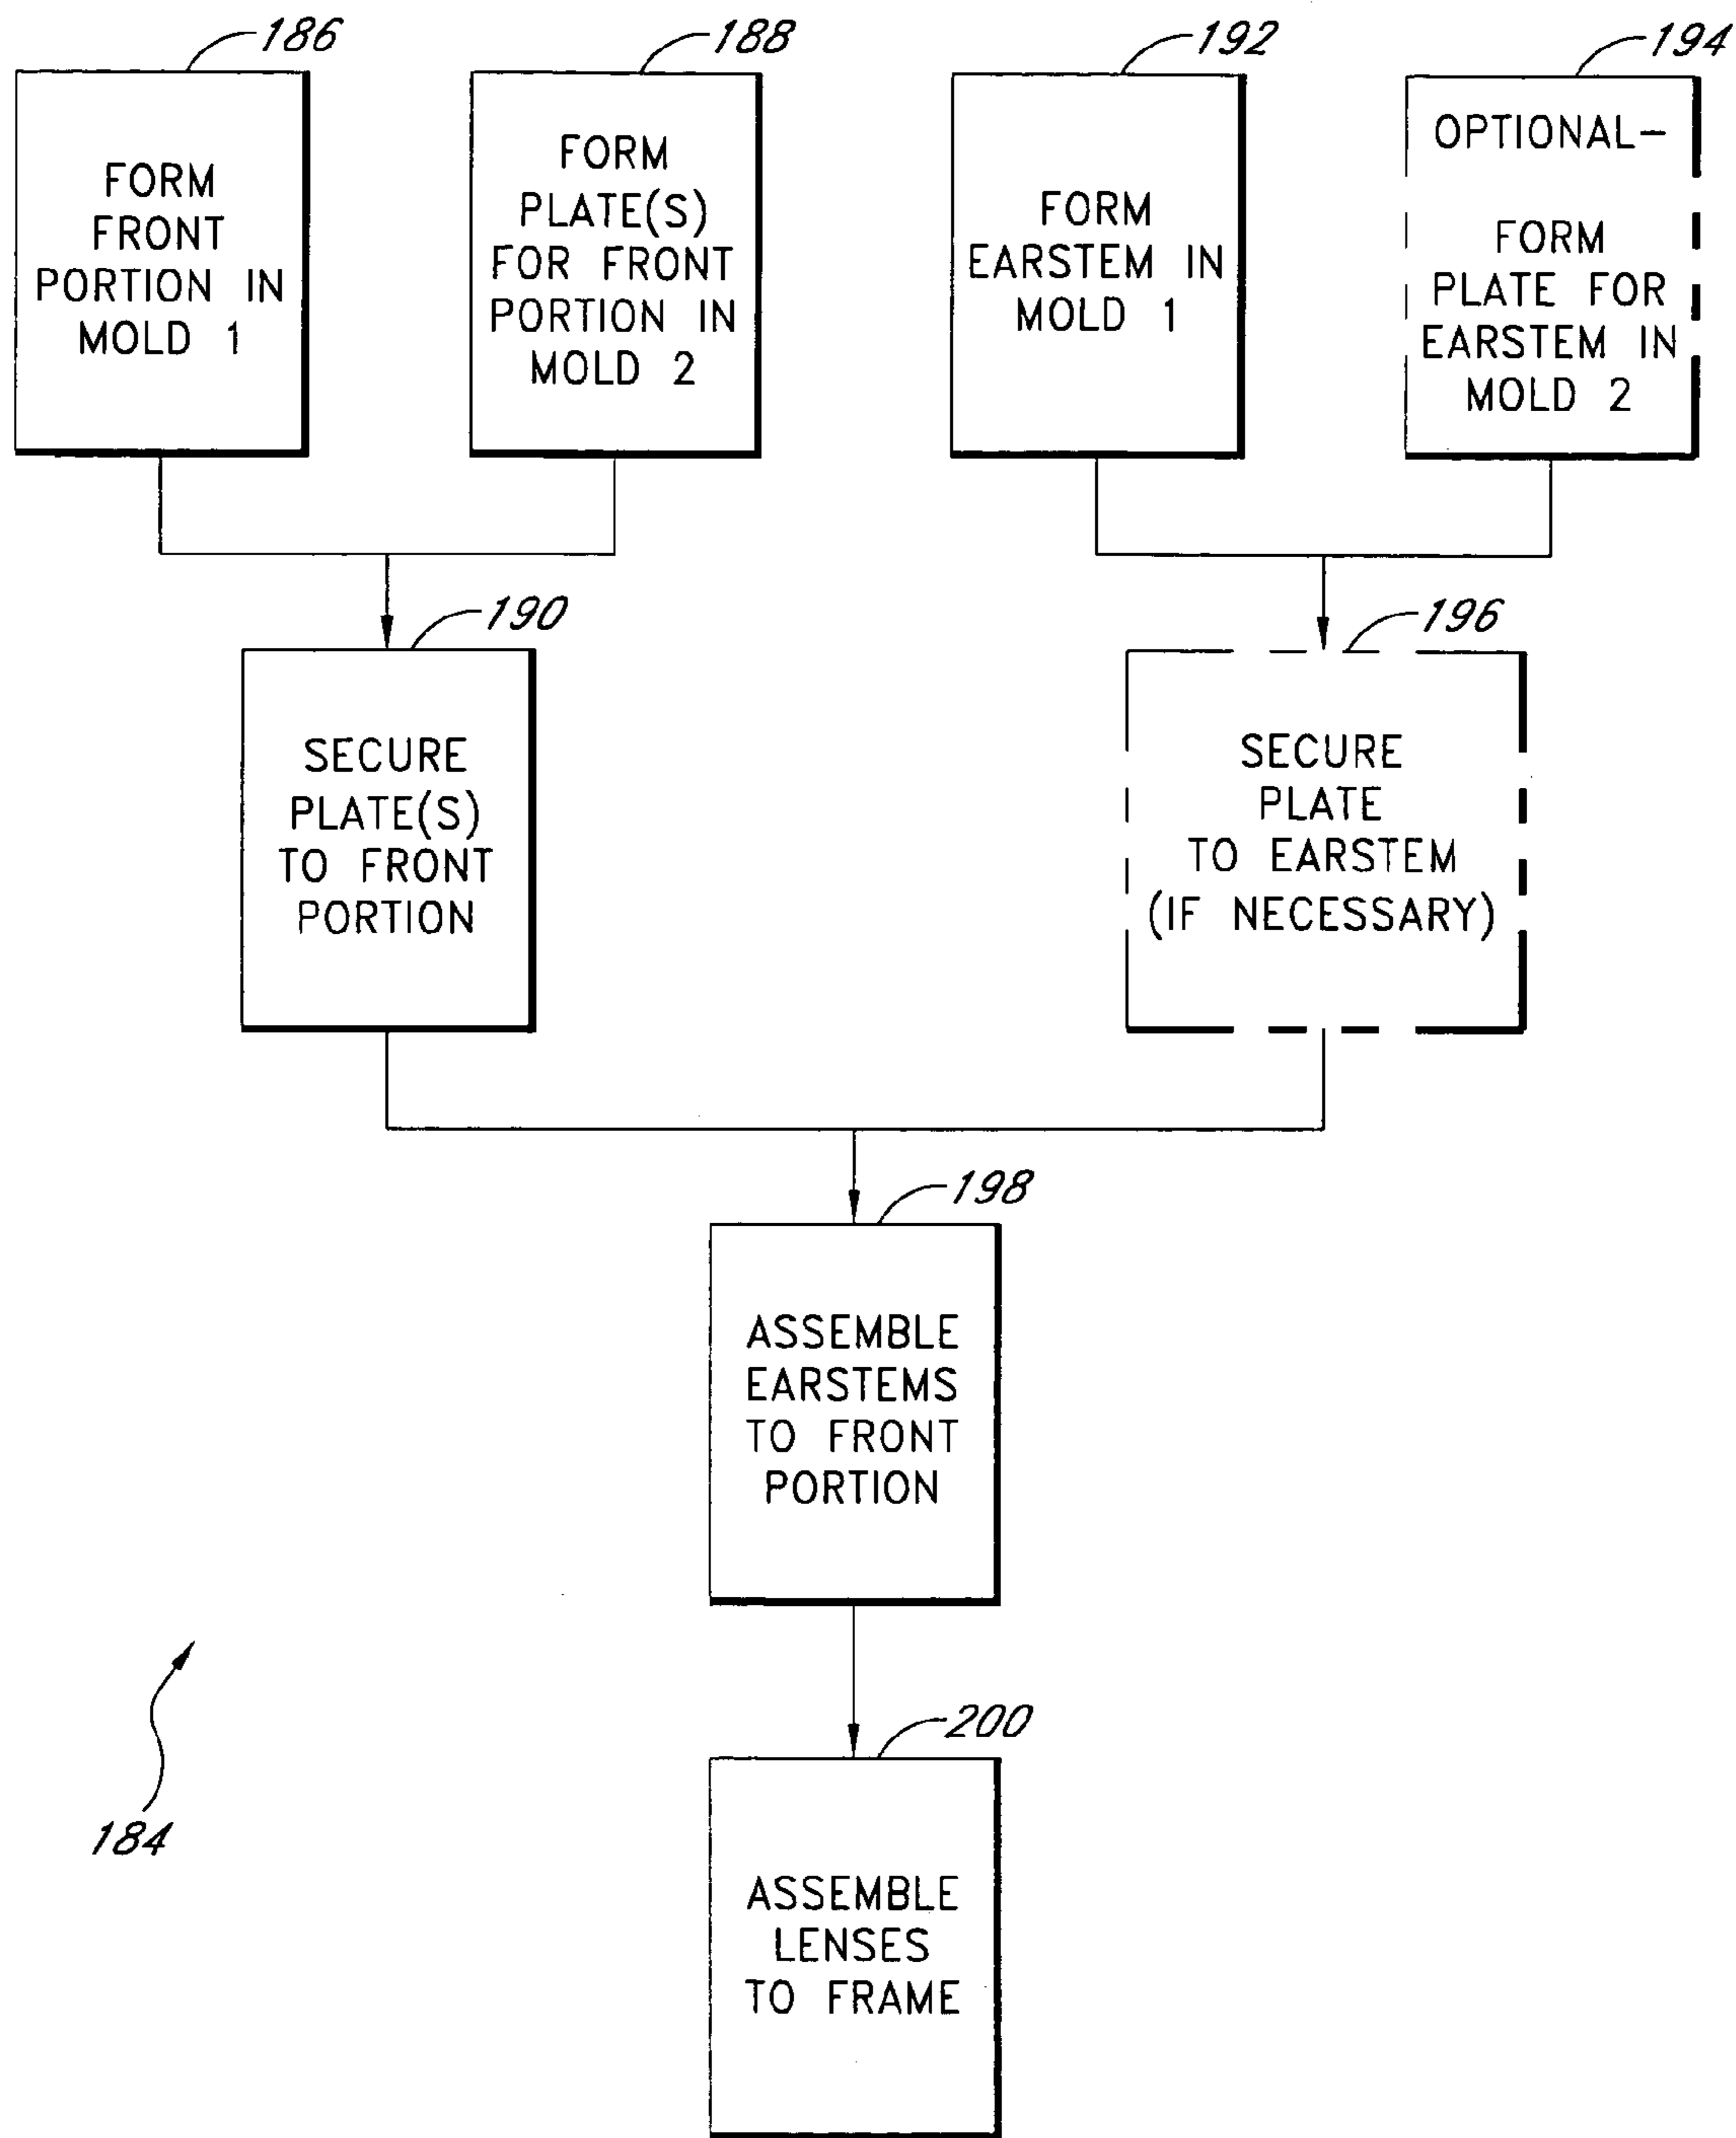 186
FORM
FRONT
PORTION IN
MOLD 1
188
FORM
PLATE(S)
FOR FRONT
PORTION IN
MOLD 2
192
FORM
EARSTEM IN
MOLD 1
194
OPTIONAL-
FORM
PLATE FOR
EARSTEM IN
MOLD 2
190
SECURE
PLATE(S)
TO FRONT
PORTION
196
SECURE
PLATE
TO EARSTEM
(IF NECESSARY)
198
ASSEMBLE
EARSTEMS
TO FRONT
PORTION
184
200
ASSEMBLE
LENSES
TO FRAME